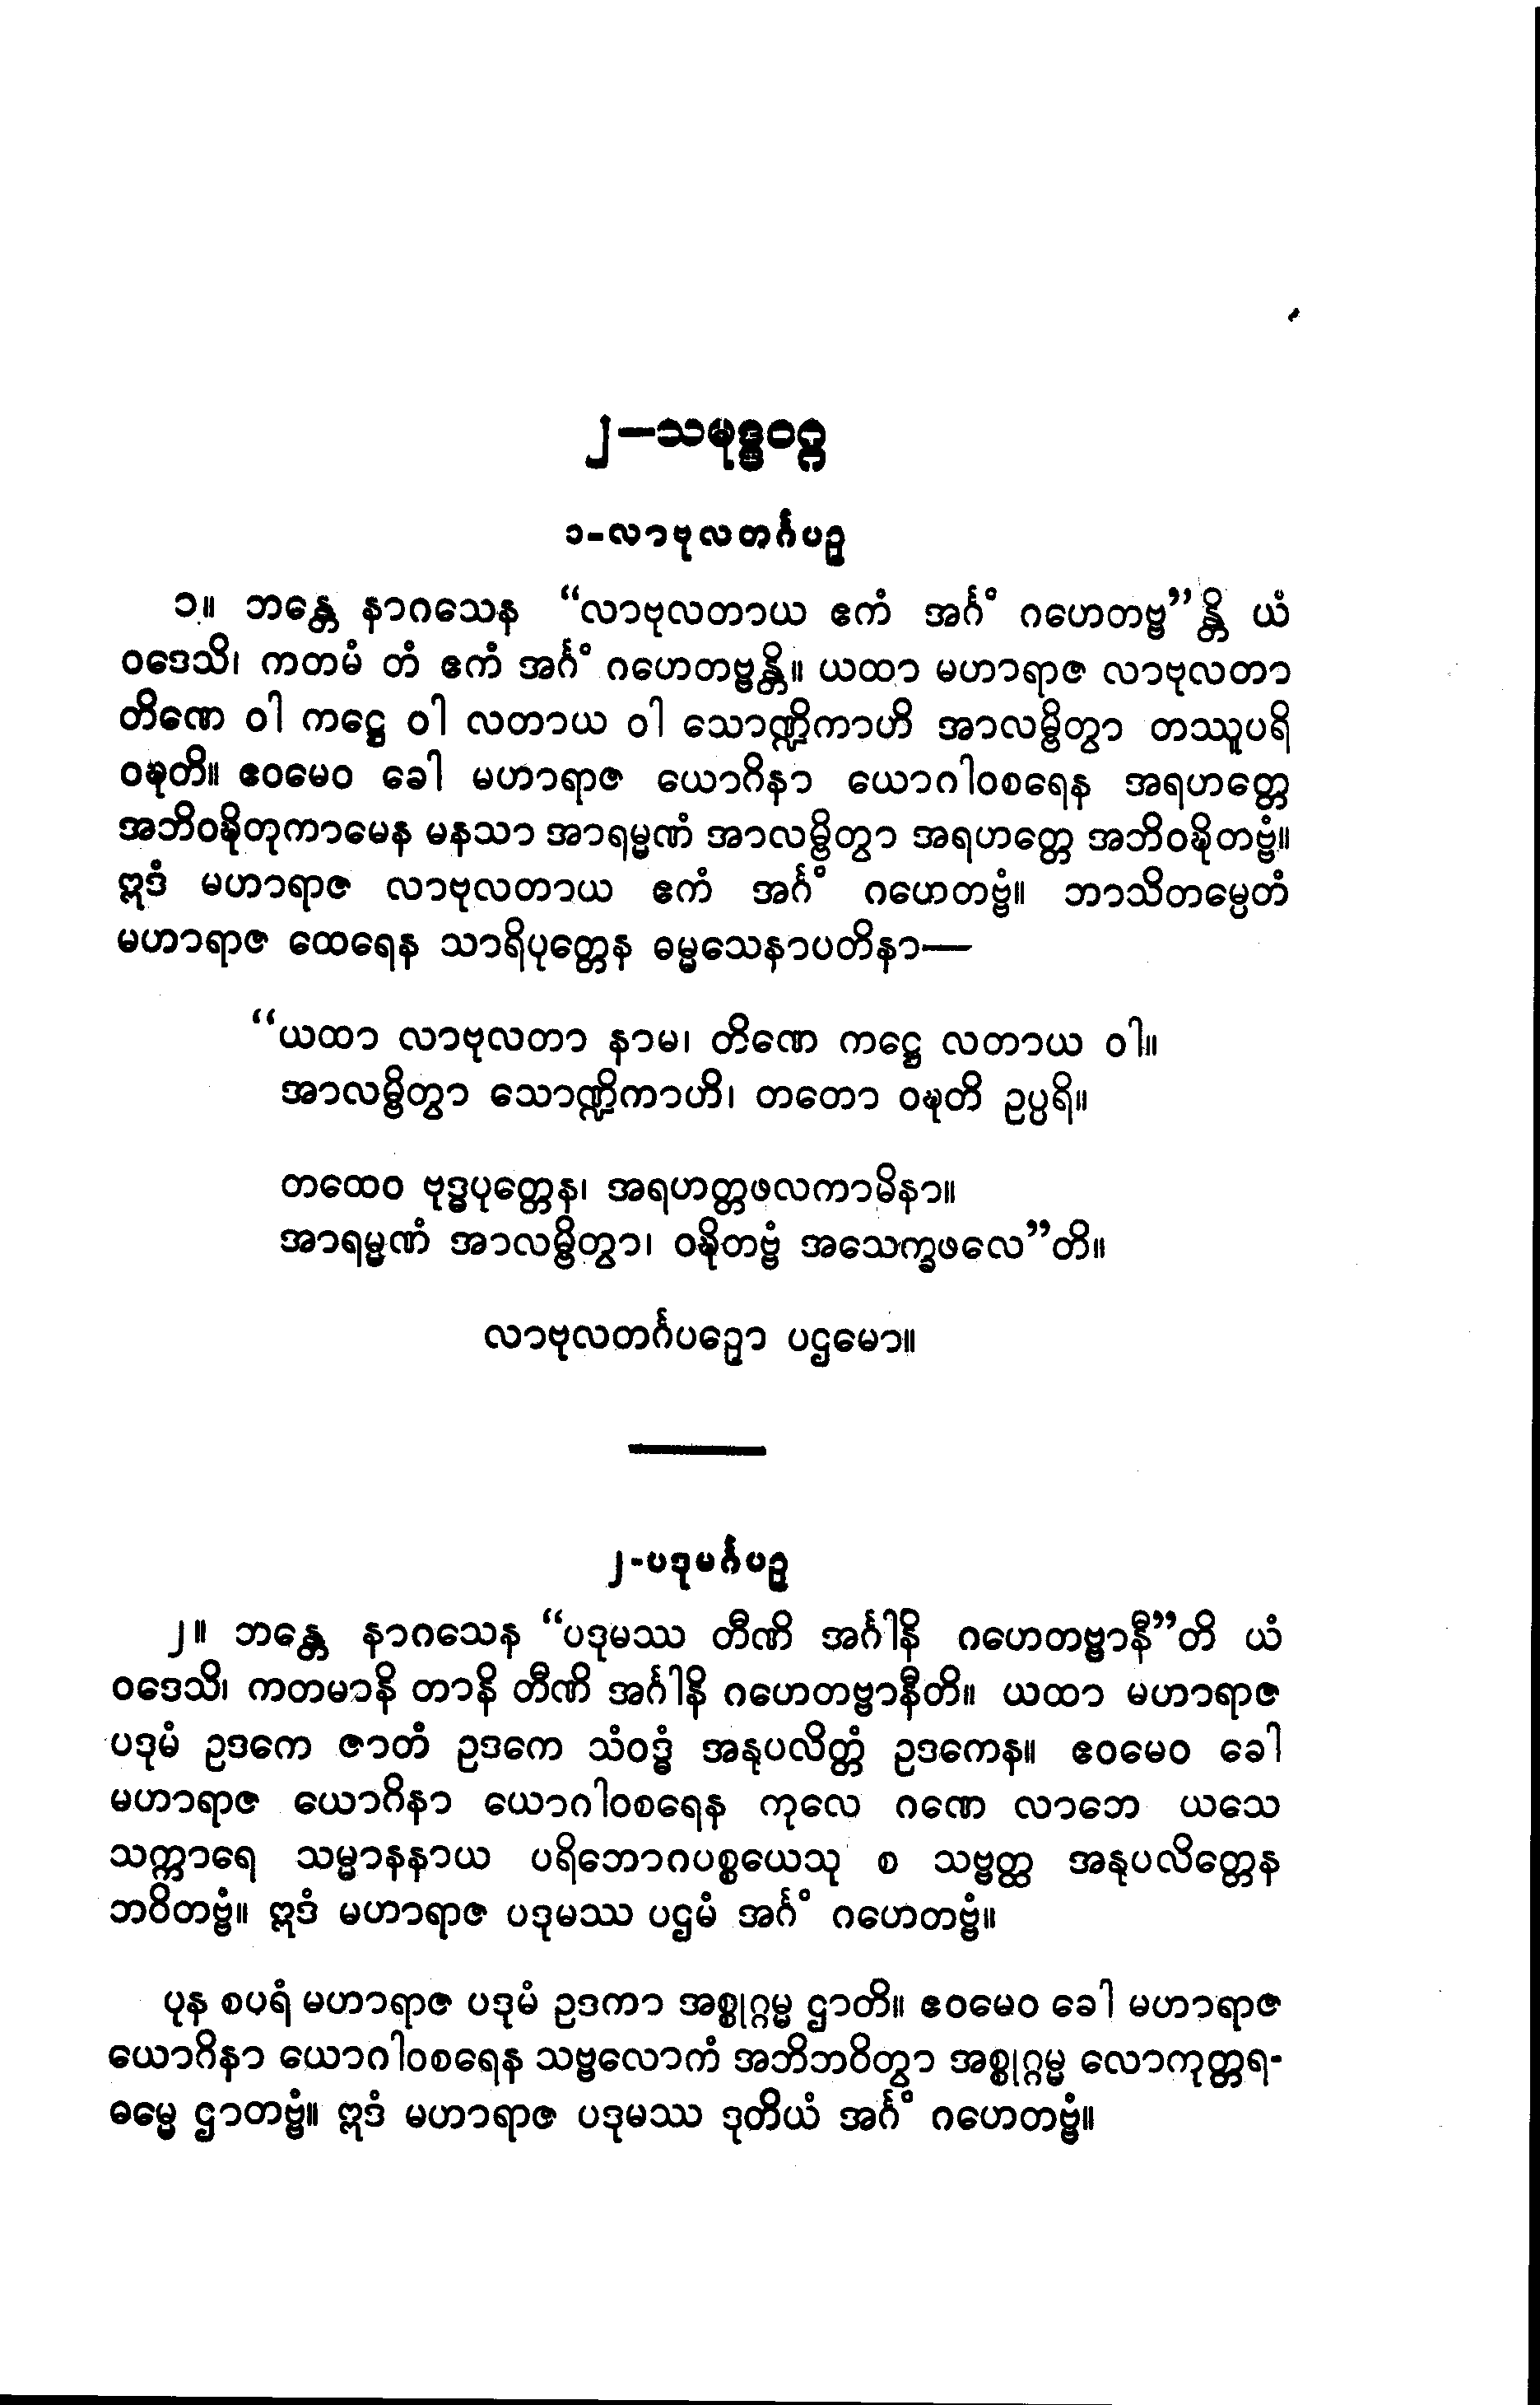 ၂—သမုဒ္ဒဝဂ္ဂ
၁-လာဗုလတင်္ဂပဉှ
၁။ ဘန္တေ နာဂသေန “လာဗုလတာယ ဧကံ အင်္ဂံ ဂဟေတဗ္ဗ”န္တိ ယံ
ဝဒေသိ၊ ကတမံ တံ ဧကံ အင်္ဂံ ဂဟေတဗ္ဗန္တိ။ ယထာ မဟာရာဇ လာဗုလတာ
တိဏေ ဝါ ကဋ္ဌေ ဝါ လတာယ ဝါ သောဏ္ဍိကာဟိ အာလမ္ဗိတွာ တဿူပရိ
ဝဍ္ဎတိ။ ဧဝမေဝ ခေါ မဟာရာဇ ယောဂိနာ ယောဂါဝစရေန အရဟတ္တေ
အဘိဝဍ္ဎိတုကာမေန မနသာ အာရမ္မဏံ အာလမ္ဗိတွာ အရဟတ္တေ အဘိဝဍ္ဎိတဗ္ဗံ။
ဣဒံ မဟာရာဇ လာဗုလတာယ ဧကံ အင်္ဂံ ဂဟေတဗ္ဗံ။ ဘာသိတမ္ပေတံ
မဟာရာဇ ထေရေန သာရိပုတ္တေန ဓမ္မသေနာပတိနာ—
“ယထာ လာဗုလတာ နာမ၊ တိဏေ ကဋ္ဌေ လတာယ ဝါ။
အာလမ္ဗိတွာ သောဏ္ဍိကာဟိ၊ တတော ဝဍ္ဎတိ ဥပ္ပရိ။
တထေဝ ဗုဒ္ဓပုတ္တေန၊ အရဟတ္တဖလကာမိနာ။
အာရမ္မဏံ အာလမ္ဗိတွာ၊ ဝဍ္ဎိတဗ္ဗံ အသေက္ခဖလေ”တိ။
လာဗုလတင်္ဂပဉှော ပဌမော။
၂-ပဒုမင်္ဂပဉှ
၂။ ဘန္တေ နာဂသေန “ပဒုမဿ တီဏိ အင်္ဂါနိ ဂဟေတဗ္ဗာနီ”တိ ယံ
ဝဒေသိ၊ ကတမာနိ တာနိ တီဏိ အင်္ဂါနိ ဂဟေတဗ္ဗာနီတိ။ ယထာ မဟာရာဇ
ပဒုမံ ဥဒကေ ဇာတံ ဥဒကေ သံဝဒ္ဓံ အနုပလိတ္တံ ဥဒကေန။ ဧဝမေဝ ခေါ
မဟာရာဇ ယောဂိနာ ယောဂါဝစရေန ကုလေ ဂဏေ လာဘေ ယသေ
သက္ကာရေ သမ္မာနနာယ ပရိဘောဂပစ္စယေသု စ သဗ္ဗတ္ထ အနုပလိတ္တေန
ဘဝိတဗ္ဗံ။ ဣဒံ မဟာရာဇ ပဒုမဿ ပဌမံ အင်္ဂံ ဂဟေတဗ္ဗံ။
ပုန စပရံ မဟာရာဇ ပဒုမံ ဥဒကာ အစ္စုဂ္ဂမ္မ ဌာတိ။ ဧဝမေဝ ခေါ မဟာရာဇ
ယောဂိနာ ယောဂါဝစရေန သဗ္ဗလောကံ အဘိဘဝိတွာ အစ္စုဂ္ဂမ္မ လောကုတ္တရ-
ဓမ္မေ ဌာတဗ္ဗံ။ ဣဒံ မဟာရာဇ ပဒုမဿ ဒုတိယံ အင်္ဂံ ဂဟေတဗ္ဗံ။